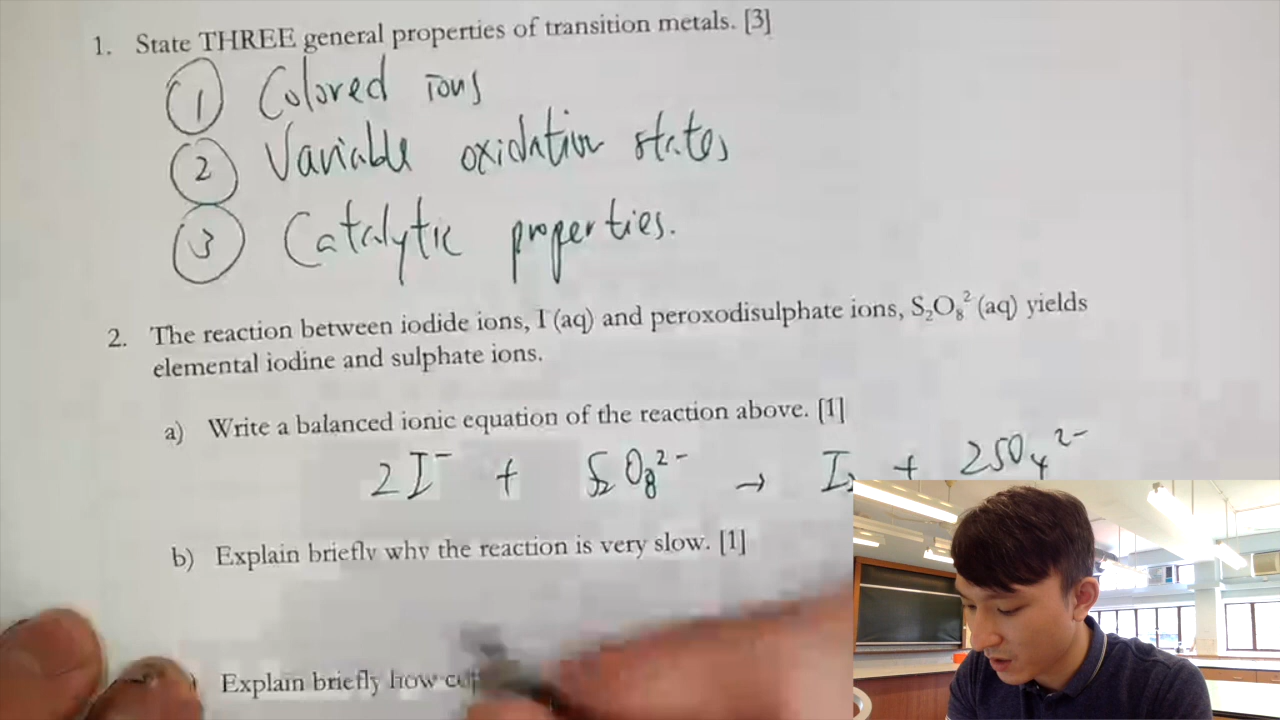 1. State THREE general properties of transition metals. [3]
1 Colored ions
2 Variable oxidation states
3 Catalytic properties.
2. The reaction between iodide ions, I (aq) and peroxodisulphate ions, S₂O₈² (aq) yields
elemental iodine and sulphate ions.
a) Write a balanced ionic equation of the reaction above. [1]
2I⁻ + S₂O₈²⁻ → I₂ + 2SO₄²⁻
b) Explain briefly why the reaction is very slow. [1]
) Explain briefly how